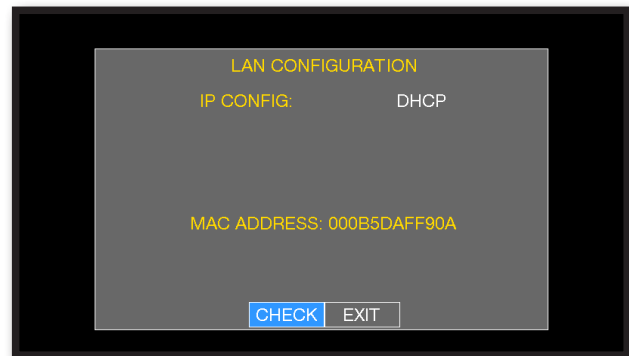 LAN CONFIGURATION
IP CONFIG: DHCP
MAC ADDRESS: 000B5DAFF90A
CHECK EXIT